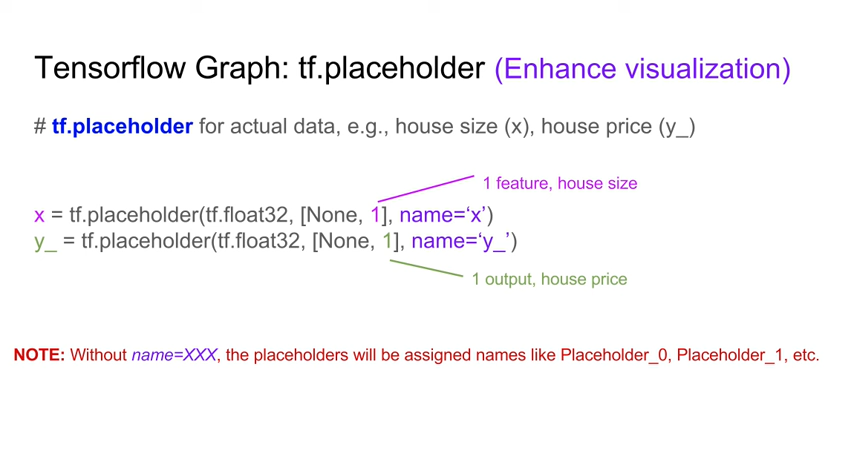 Tensorflow Graph: tf.placeholder (Enhance visualization)
# tf.placeholder for actual data, e.g., house size (x), house price (y_)
1 feature, house size
x = tf.placeholder(tf.float32, [None, 1], name=‘x’)
y_ = tf.placeholder(tf.float32, [None, 1], name=‘y_’)
1 output, house price
NOTE: Without name=XXX, the placeholders will be assigned names like Placeholder_0, Placeholder_1, etc.